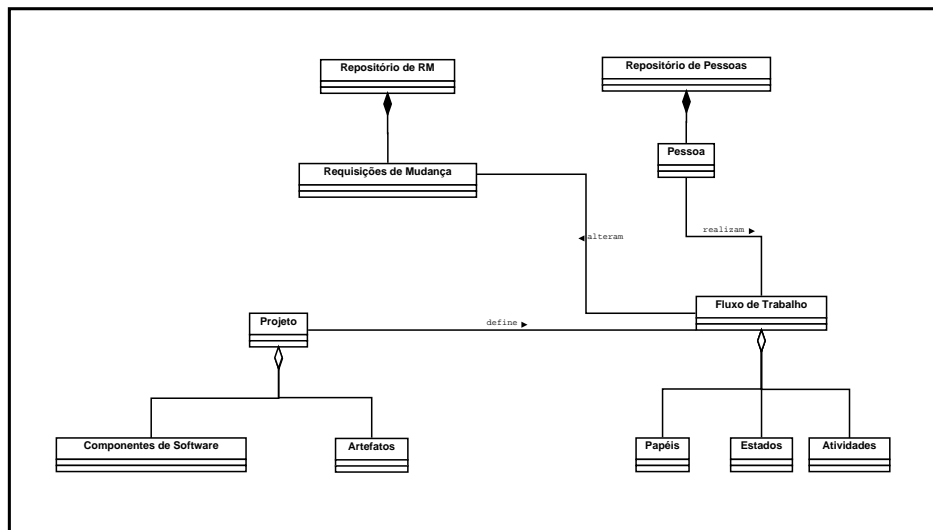 Repositório de RM
Repositório de Pessoas
Pessoa
Requisições de Mudança
realizam ▶
◀ alteram
Fluxo de Trabalho
Projeto
define ▶
Componentes de Software
Artefatos
Papéis
Estados
Atividades